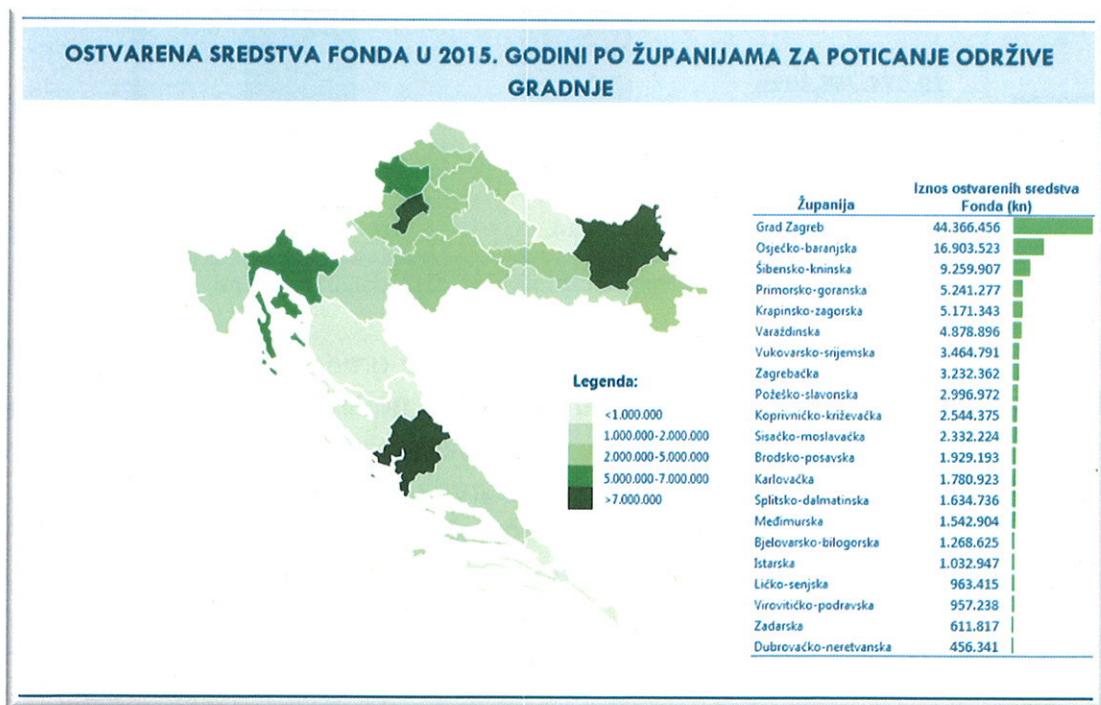 OSTVARENA SREDSTVA FONDA U 2015. GODINI PO ŽUPANIJAMA ZA POTICANJE ODRŽIVE
GRADNJE
Legenda:
<1.000.000
1.000.000-2.000.000
2.000.000-5.000.000
5.000.000-7.000.000
>7.000.000
Županija Iznos ostvarenih sredstva
Fonda (kn)
Grad Zagreb 44.366.456
Osječko-baranjska 16.903.523
Šibensko-kninska 9.259.907
Primorsko-goranska 5.241.277
Krapinsko-zagorska 5.171.343
Varaždinska 4.878.896
Vukovarsko-srijemska 3.464.791
Zagrebačka 3.232.362
Požeško-slavonska 2.996.972
Koprivničko-križevačka 2.544.375
Sisačko-moslavačka 2.332.224
Brodsko-posavska 1.929.193
Karlovačka 1.780.923
Splitsko-dalmatinska 1.634.736
Međimurska 1.542.904
Bjelovarsko-bilogorska 1.268.625
Istarska 1.032.947
Ličko-senjska 963.415
Virovitičko-podravska 957.238
Zadarska 611.817
Dubrovačko-neretvanska 456.341